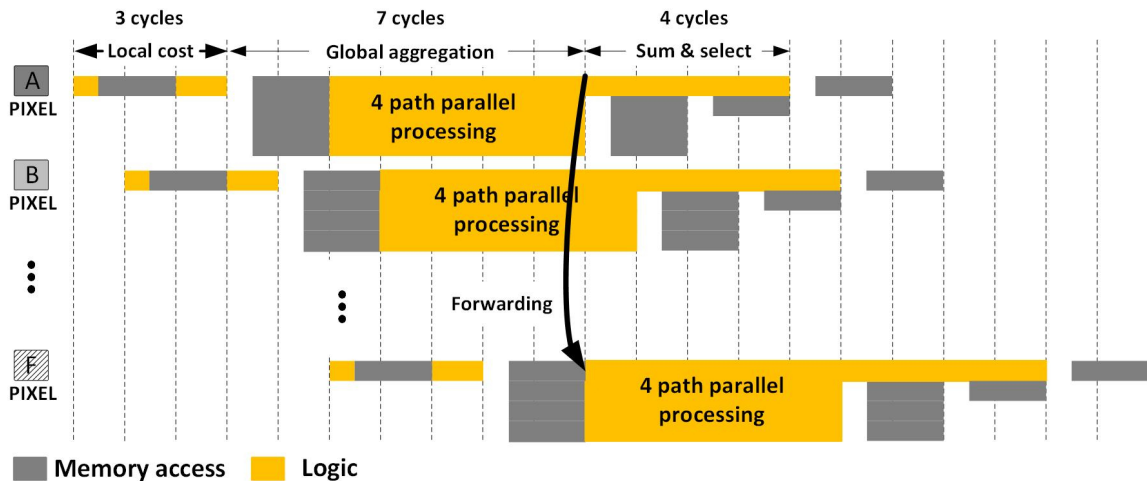 3 cycles
7 cycles
4 cycles
Local cost
Global aggregation
Sum & select
A
PIXEL
4 path parallel
processing
B
PIXEL
4 path parallel
processing
Forwarding
F
PIXEL
4 path parallel
processing
Memory access
Logic